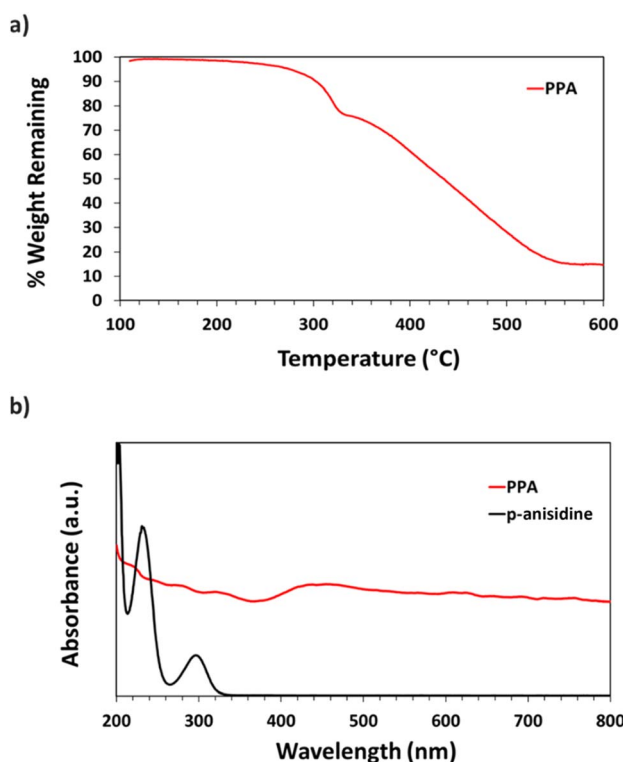 a)
% Weight Remaining
100
90
80
70
60
50
40
30
20
10
0
PPA
100 200 300 400 500 600
Temperature (°C)
b)
Absorbance (a.u.)
PPA
p-anisidine
200 300 400 500 600 700 800
Wavelength (nm)